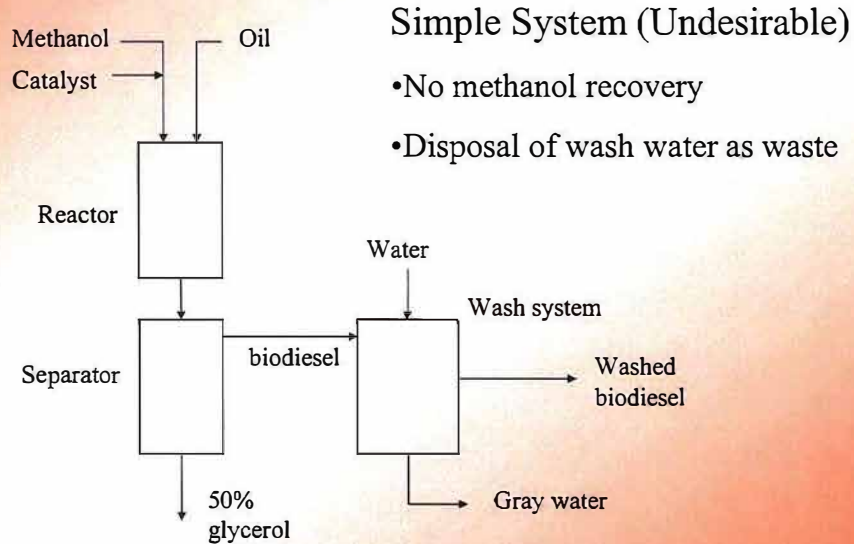 Simple System (Undesirable)
•No methanol recovery
•Disposal of wash water as waste
Methanol
Oil
Catalyst
Reactor
Water
Wash system
biodiesel
Separator
Washed
biodiesel
50%
glycerol
Gray water